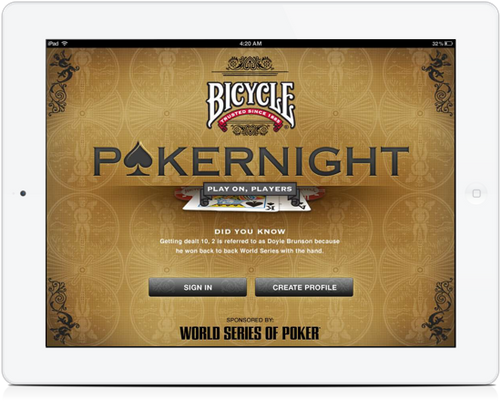 iPad 4:20 AM 32%
BICYCLE
TRUSTED SINCE 1885
P♠KERNIGHT
PLAY ON, PLAYERS
DID YOU KNOW
Getting dealt 10, 2 is referred to as Doyle Brunson because
he won back to back World Series with the hand.
SIGN IN CREATE PROFILE
SPONSORED BY:
WORLD SERIES OF POKER